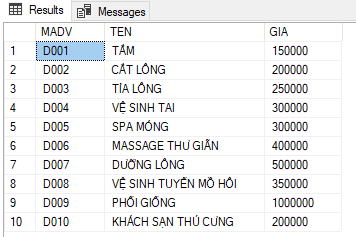 Results Messages
MADV TEN GIA
1 D001 TẮM 150000
2 D002 CẮT LÔNG 200000
3 D003 TỈA LÔNG 250000
4 D004 VỆ SINH TAI 300000
5 D005 SPA MÓNG 300000
6 D006 MASSAGE THƯ GIÃN 400000
7 D007 DƯỠNG LÔNG 500000
8 D008 VỆ SINH TUYẾN MỒ HÔI 350000
9 D009 PHỐI GIỐNG 1000000
10 D010 KHÁCH SẠN THÚ CƯNG 200000